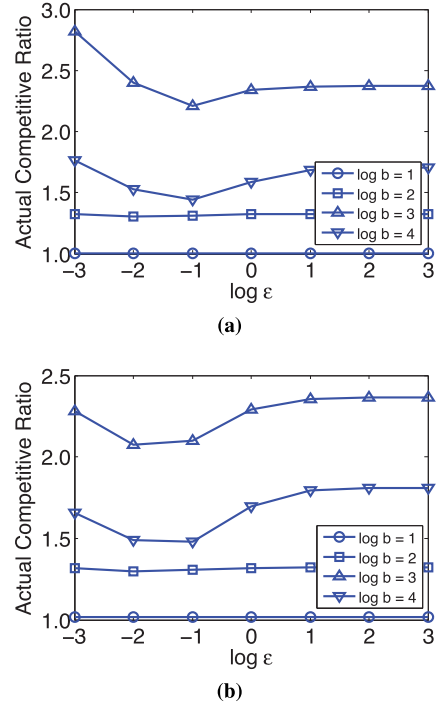 3.0
2.5
2.0
1.5
1.0
Actual Competitive Ratio
log b = 1
log b = 2
log b = 3
log b = 4
−3 −2 −1 0 1 2 3
log ε
(a)
2.5
2.0
1.5
1.0
Actual Competitive Ratio
log b = 1
log b = 2
log b = 3
log b = 4
−3 −2 −1 0 1 2 3
log ε
(b)